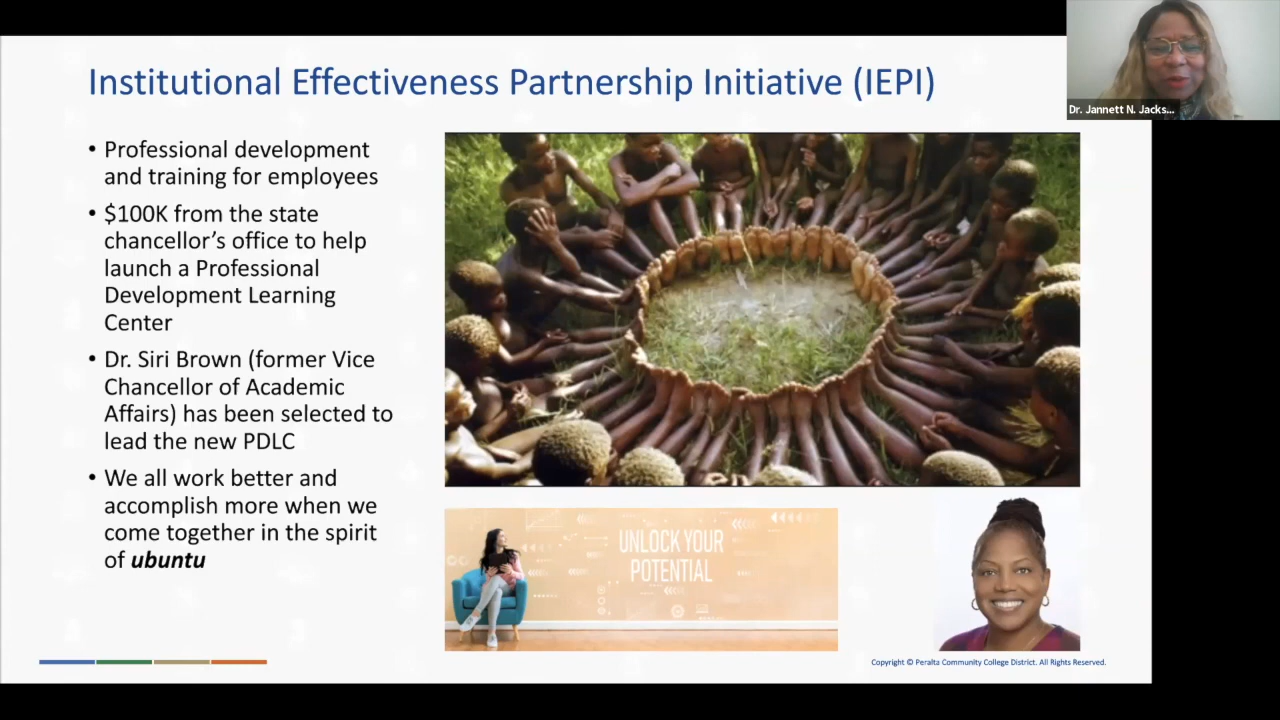 Institutional Effectiveness Partnership Initiative (IEPI)
Dr. Jannett N. Jacks...
• Professional development
and training for employees
• $100K from the state
chancellor’s office to help
launch a Professional
Development Learning
Center
• Dr. Siri Brown (former Vice
Chancellor of Academic
Affairs) has been selected to
lead the new PDLC
• We all work better and
accomplish more when we
come together in the spirit
of ubuntu
UNLOCK YOUR
POTENTIAL
Copyright © Peralta Community College District. All Rights Reserved.